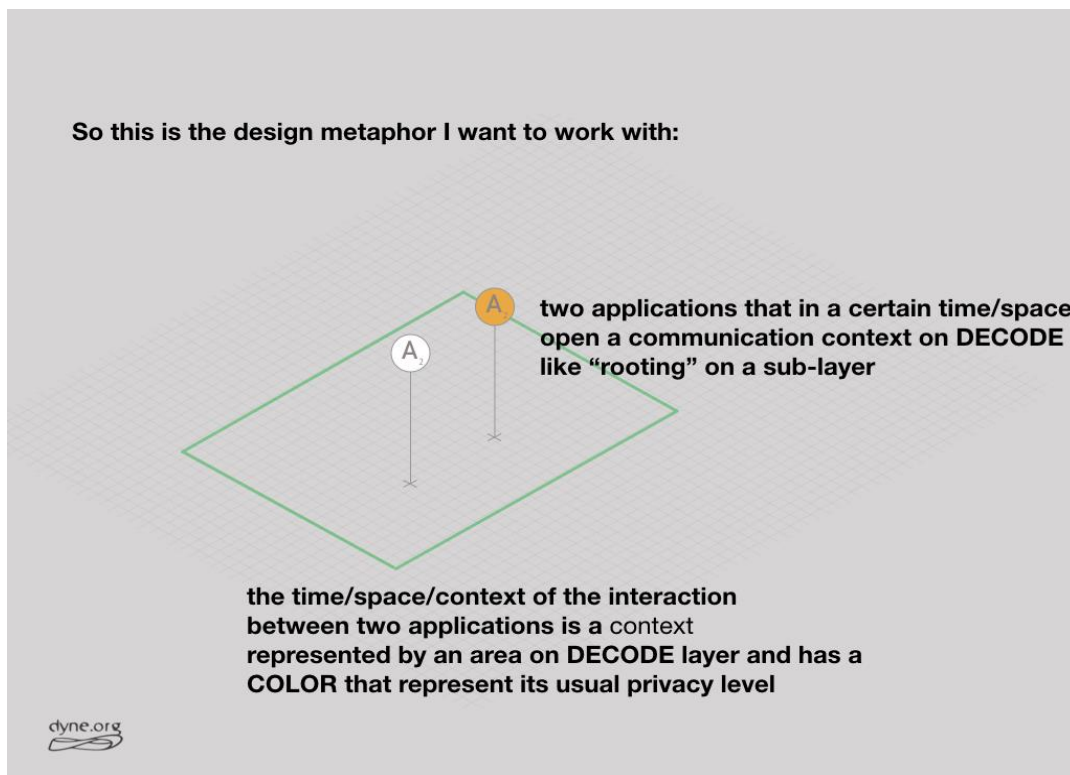 So this is the design metaphor I want to work with:
A
two applications that in a certain time/space
open a communication context on DECODE
like “rooting” on a sub-layer
A₂
the time/space/context of the interaction
between two applications is a context
represented by an area on DECODE layer and has a
COLOR that represent its usual privacy level
dyne.org